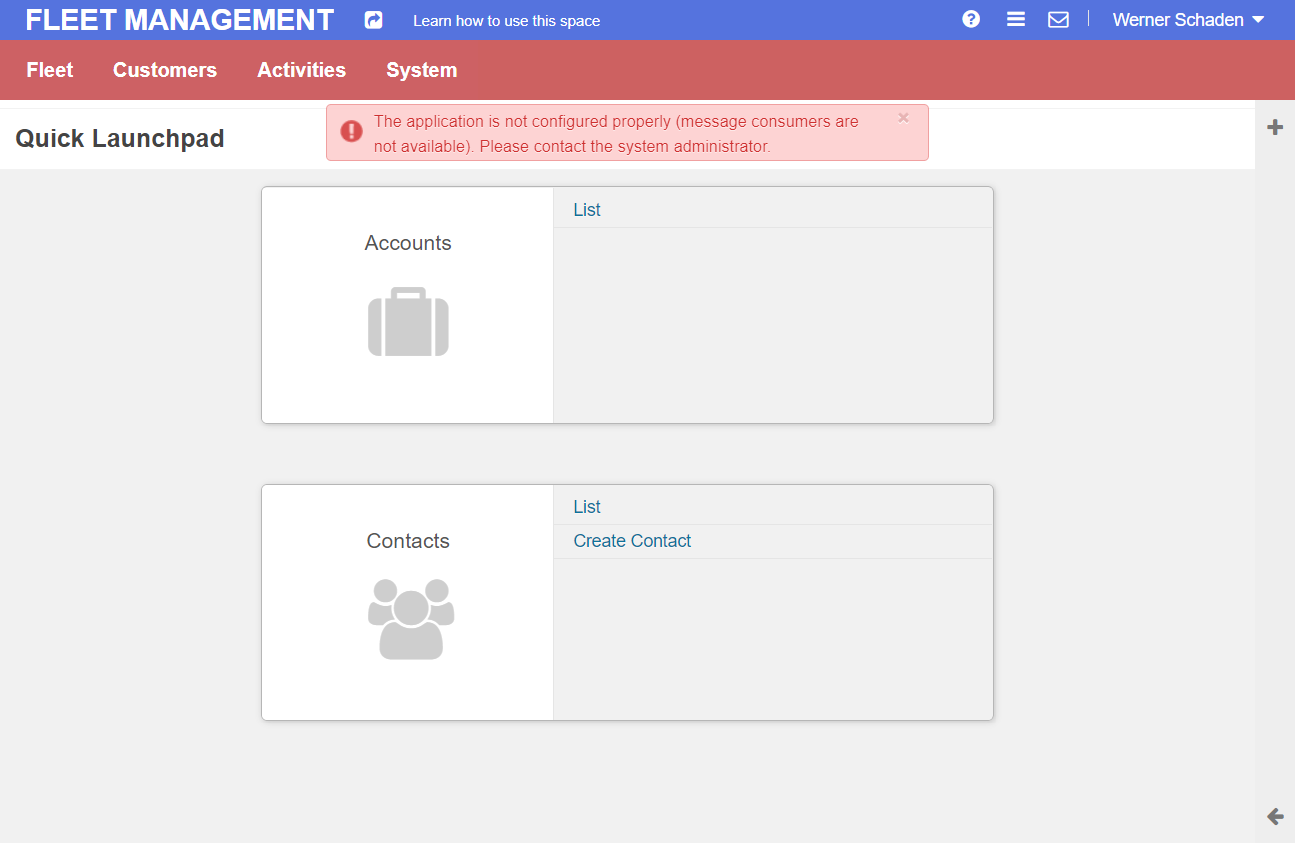 FLEET MANAGEMENT
Learn how to use this space
Werner Schaden
Fleet
Customers
Activities
System
Quick Launchpad
The application is not configured properly (message consumers are
not available). Please contact the system administrator.
×
Accounts
List
Contacts
List
Create Contact